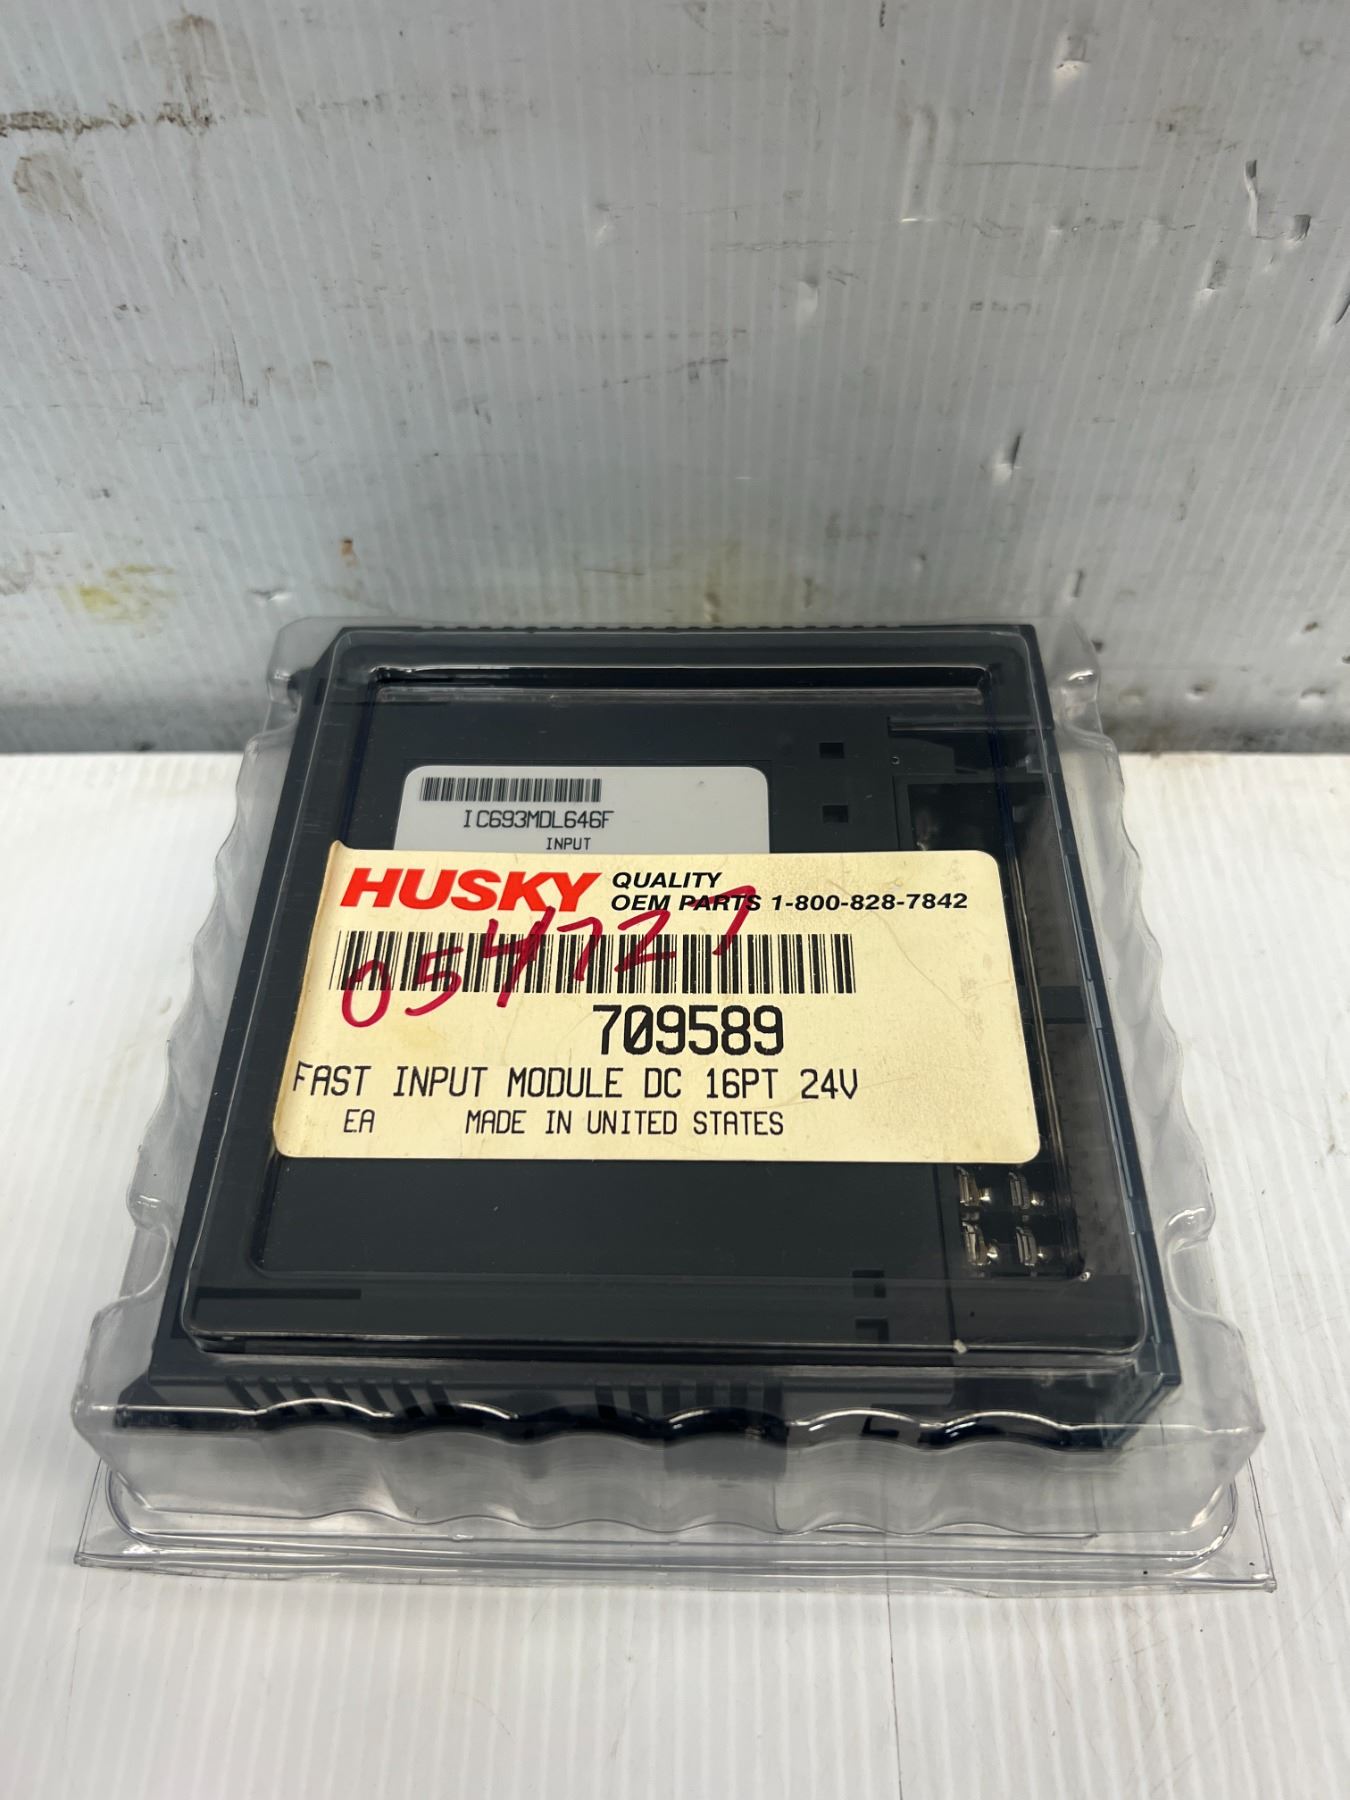 IC693MDL646F
INPUT
HUSKY QUALITY
OEM PARTS 1-800-828-7842
054727
709589
FAST INPUT MODULE DC 16PT 24V
EA MADE IN UNITED STATES